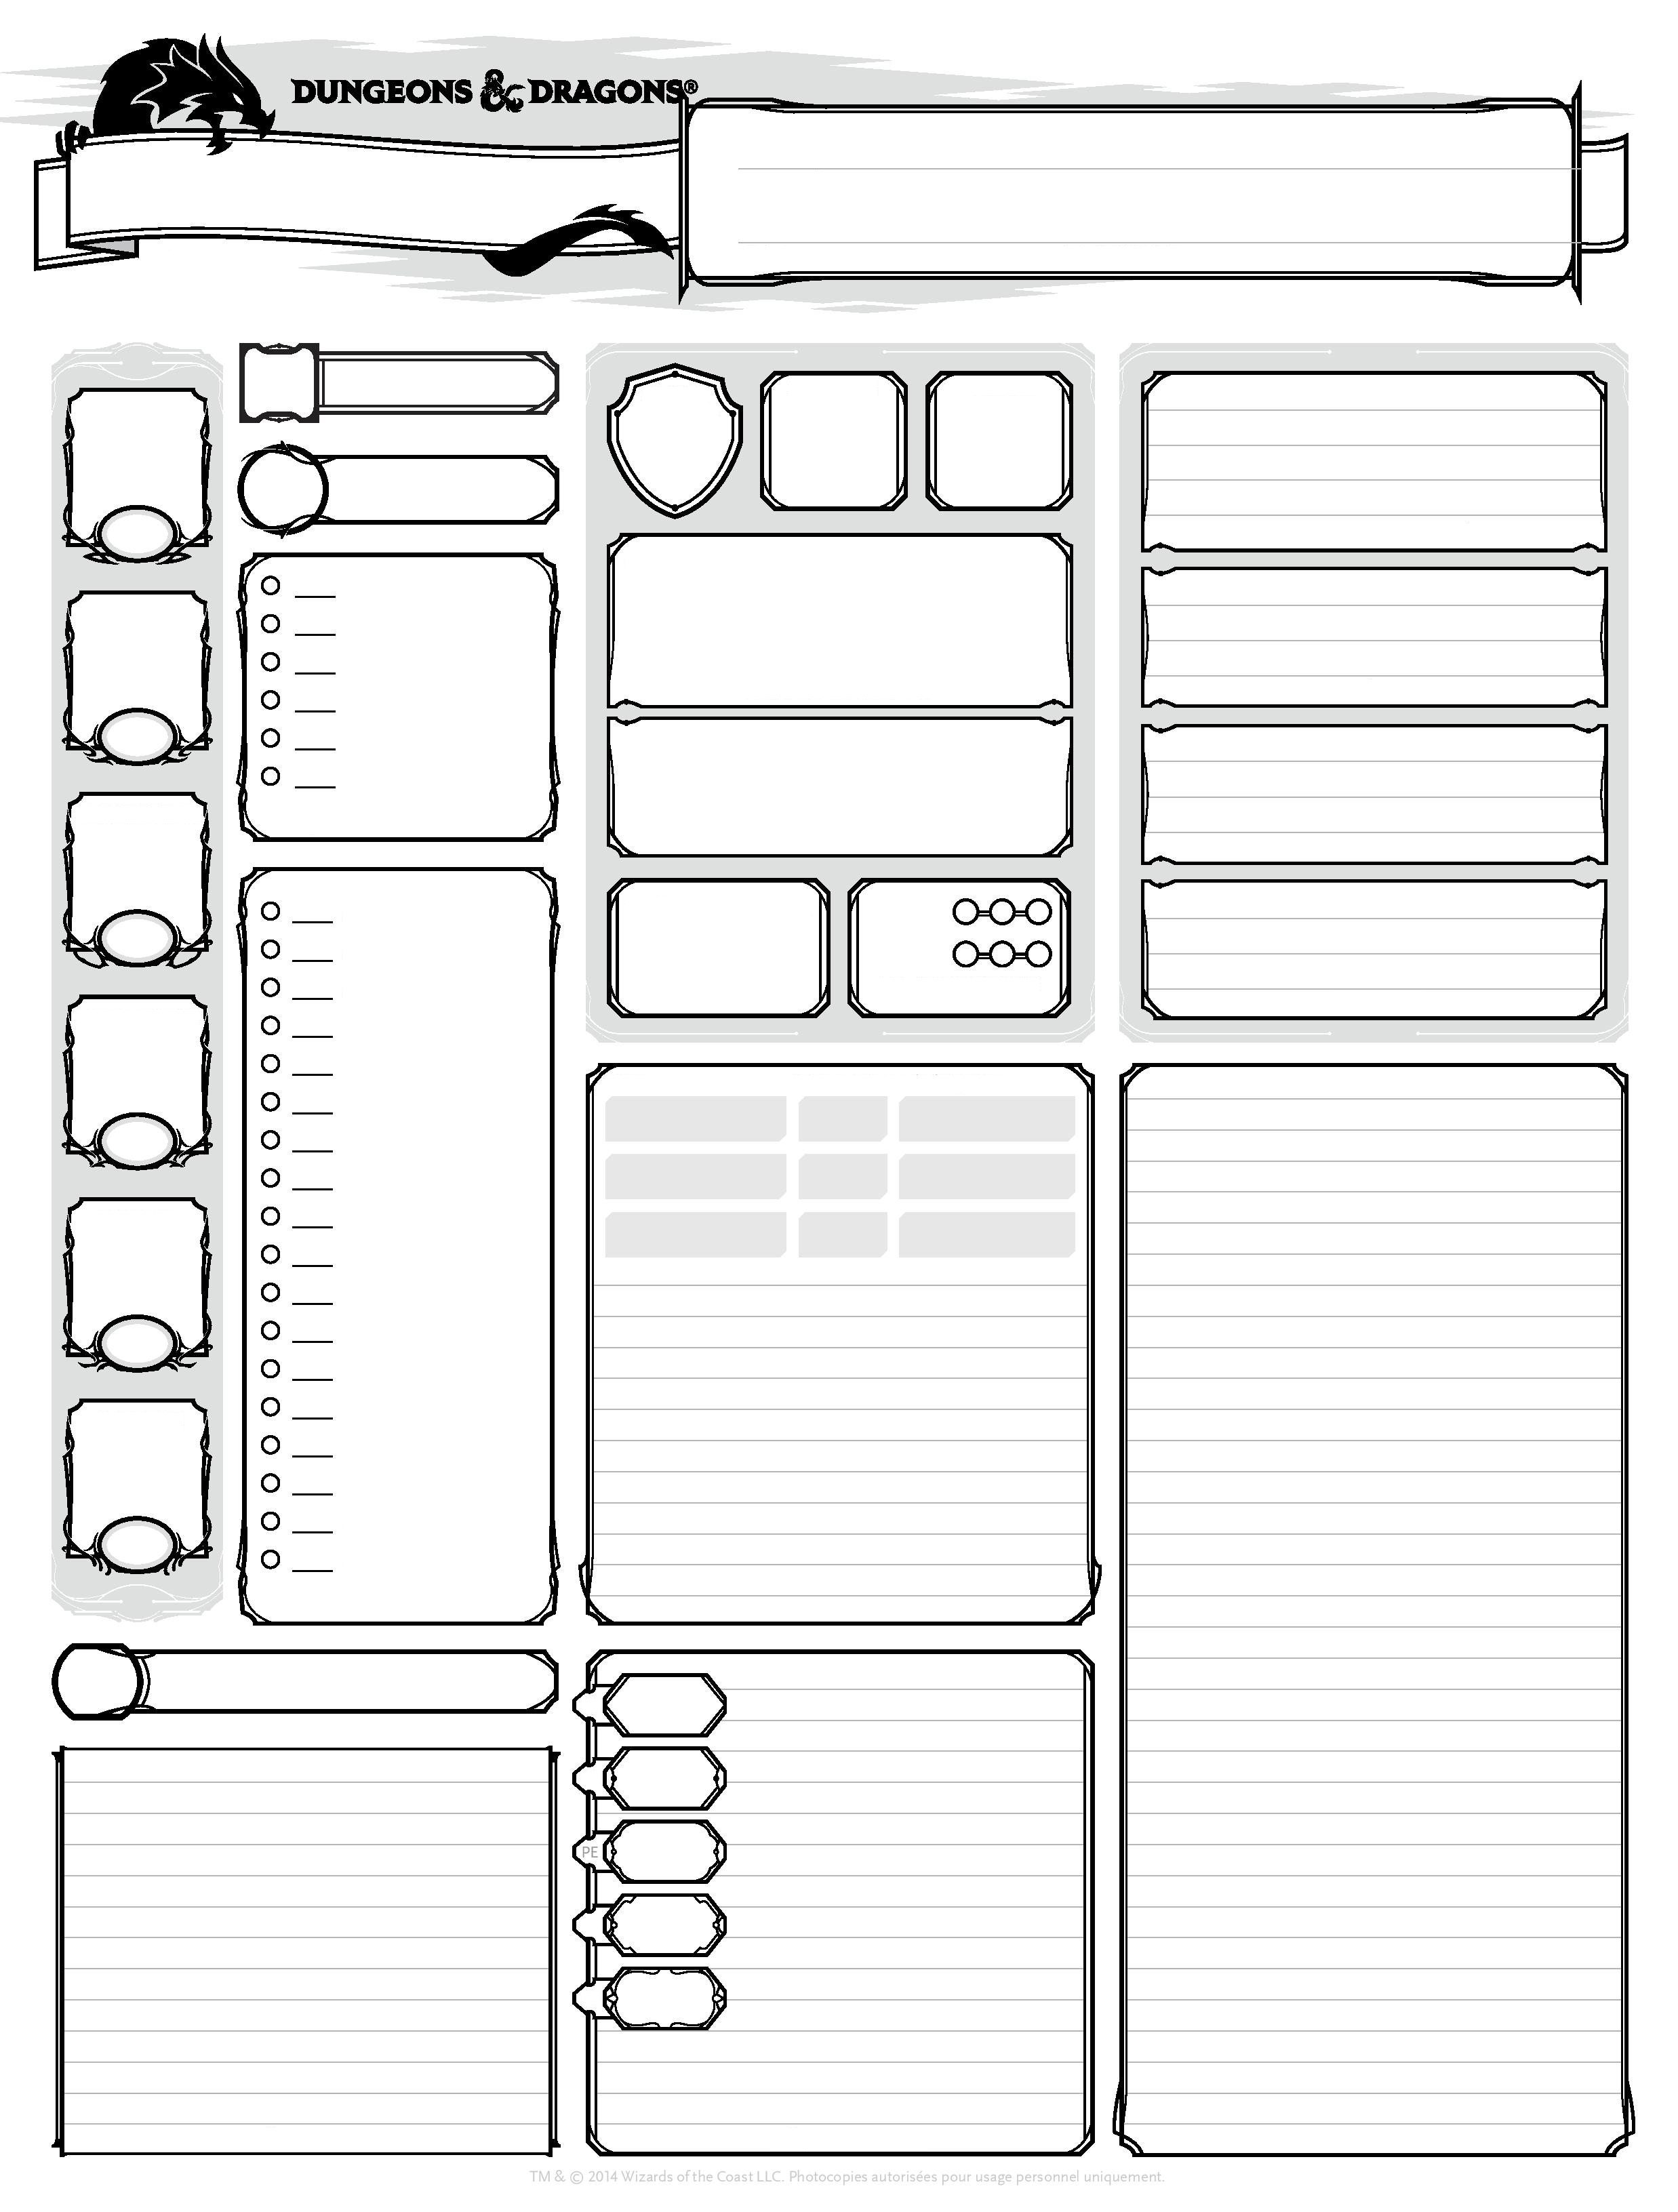 DUNGEONS & DRAGONS®
PE
TM & © 2014 Wizards of the Coast LLC. Photocopies autorisées pour usage personnel uniquement.